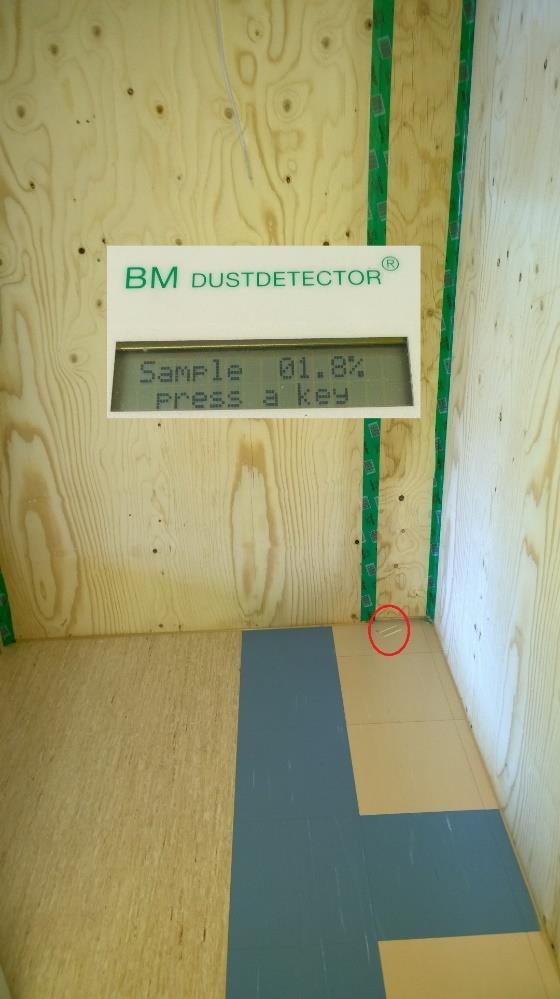 BM DUSTDETECTOR®
Sample 01.8%
press a key